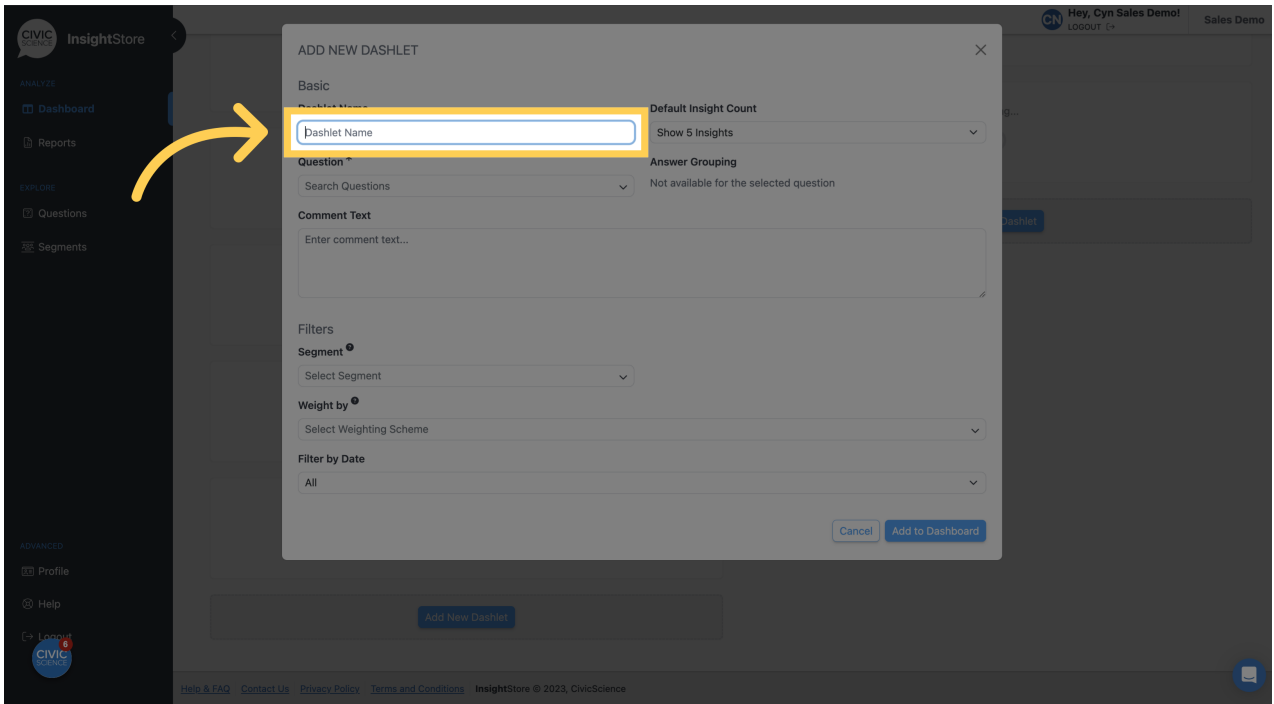 CIVIC
SCIENCE
InsightStore
Hey, Cyn Sales Demo!
LOGOUT
CN
Sales Demo
ANALYZE
Dashboard
Reports
EXPLORE
Questions
Segments
ADVANCED
Profile
Help
Logout
6
CIVIC
SCIENCE
ADD NEW DASHLET
Basic
Dashlet Name
Default Insight Count
Dashlet Name
Show 5 Insights
Question *
Answer Grouping
Search Questions
Not available for the selected question
Comment Text
Enter comment text...
Filters
Segment
Select Segment
Weight by
Select Weighting Scheme
Filter by Date
All
Cancel
Add to Dashboard
Dashlet
Add New Dashlet
Help & FAQ Contact Us Privacy Policy Terms and Conditions InsightStore © 2023, CivicScience